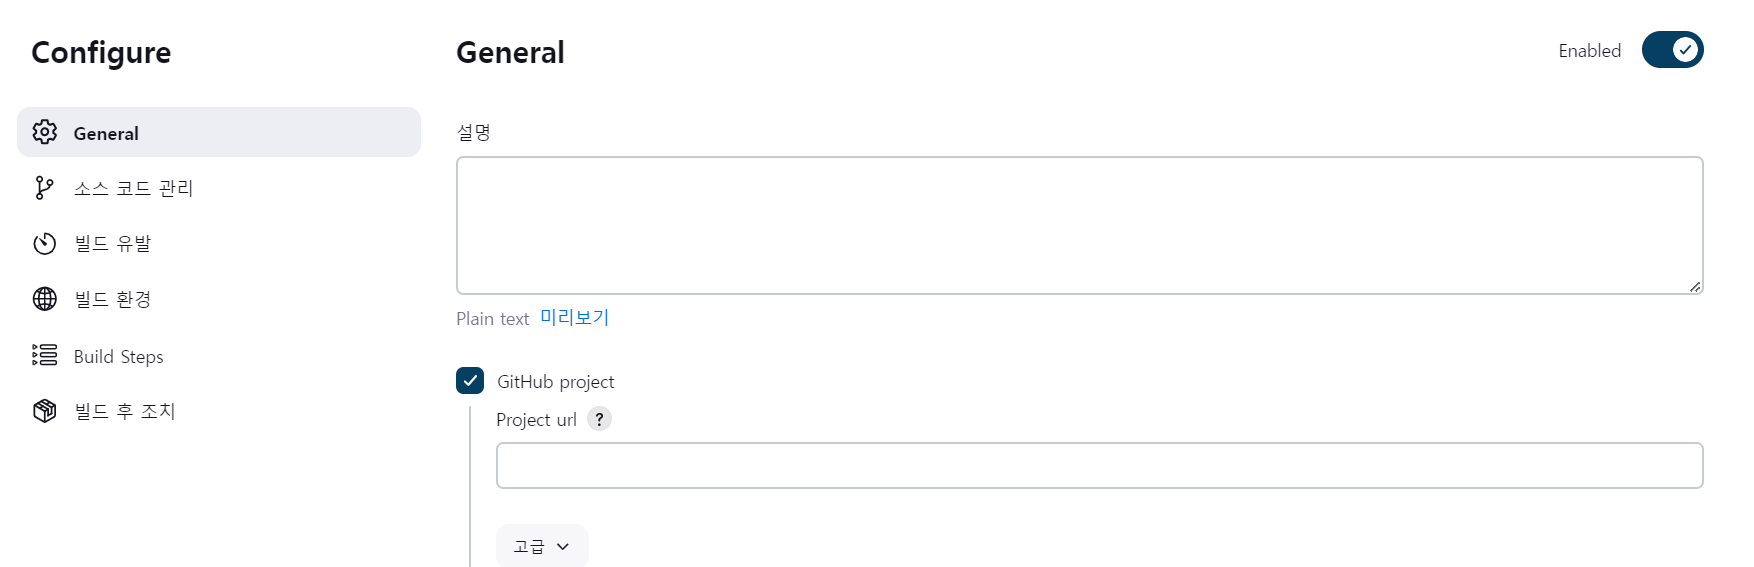 Configure
General
소스 코드 관리
빌드 유발
빌드 환경
Build Steps
빌드 후 조치
General
Enabled
설명
Plain text 미리보기
GitHub project
Project url ?
고급